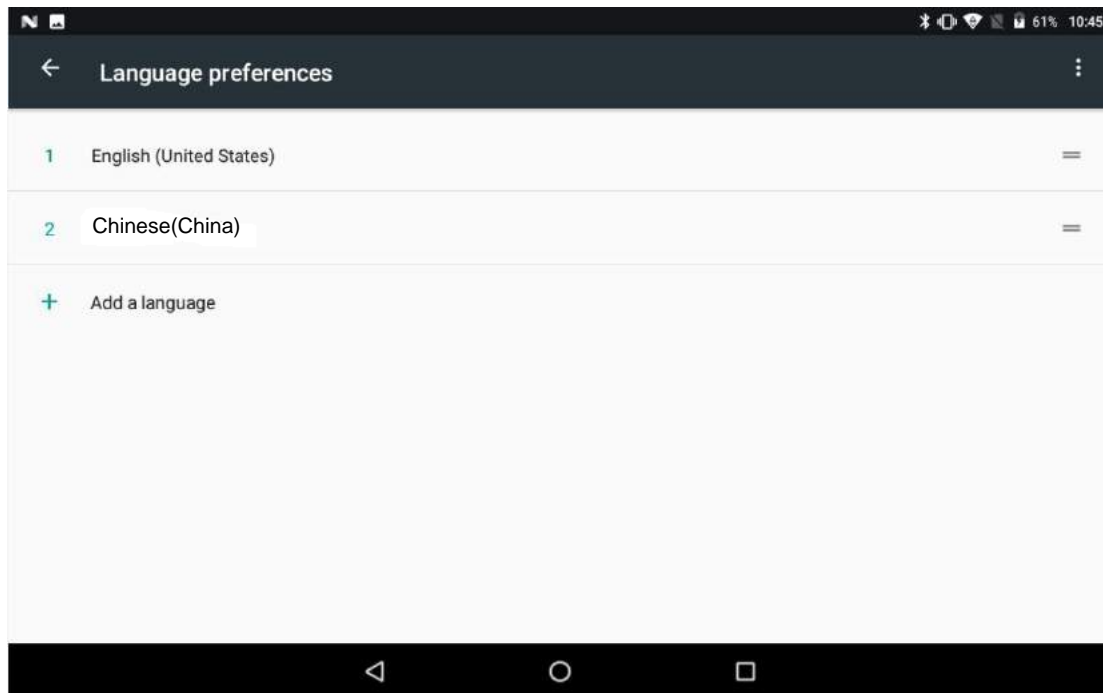 61% 10:45
Language preferences
1 English (United States)
2 Chinese(China)
+ Add a language